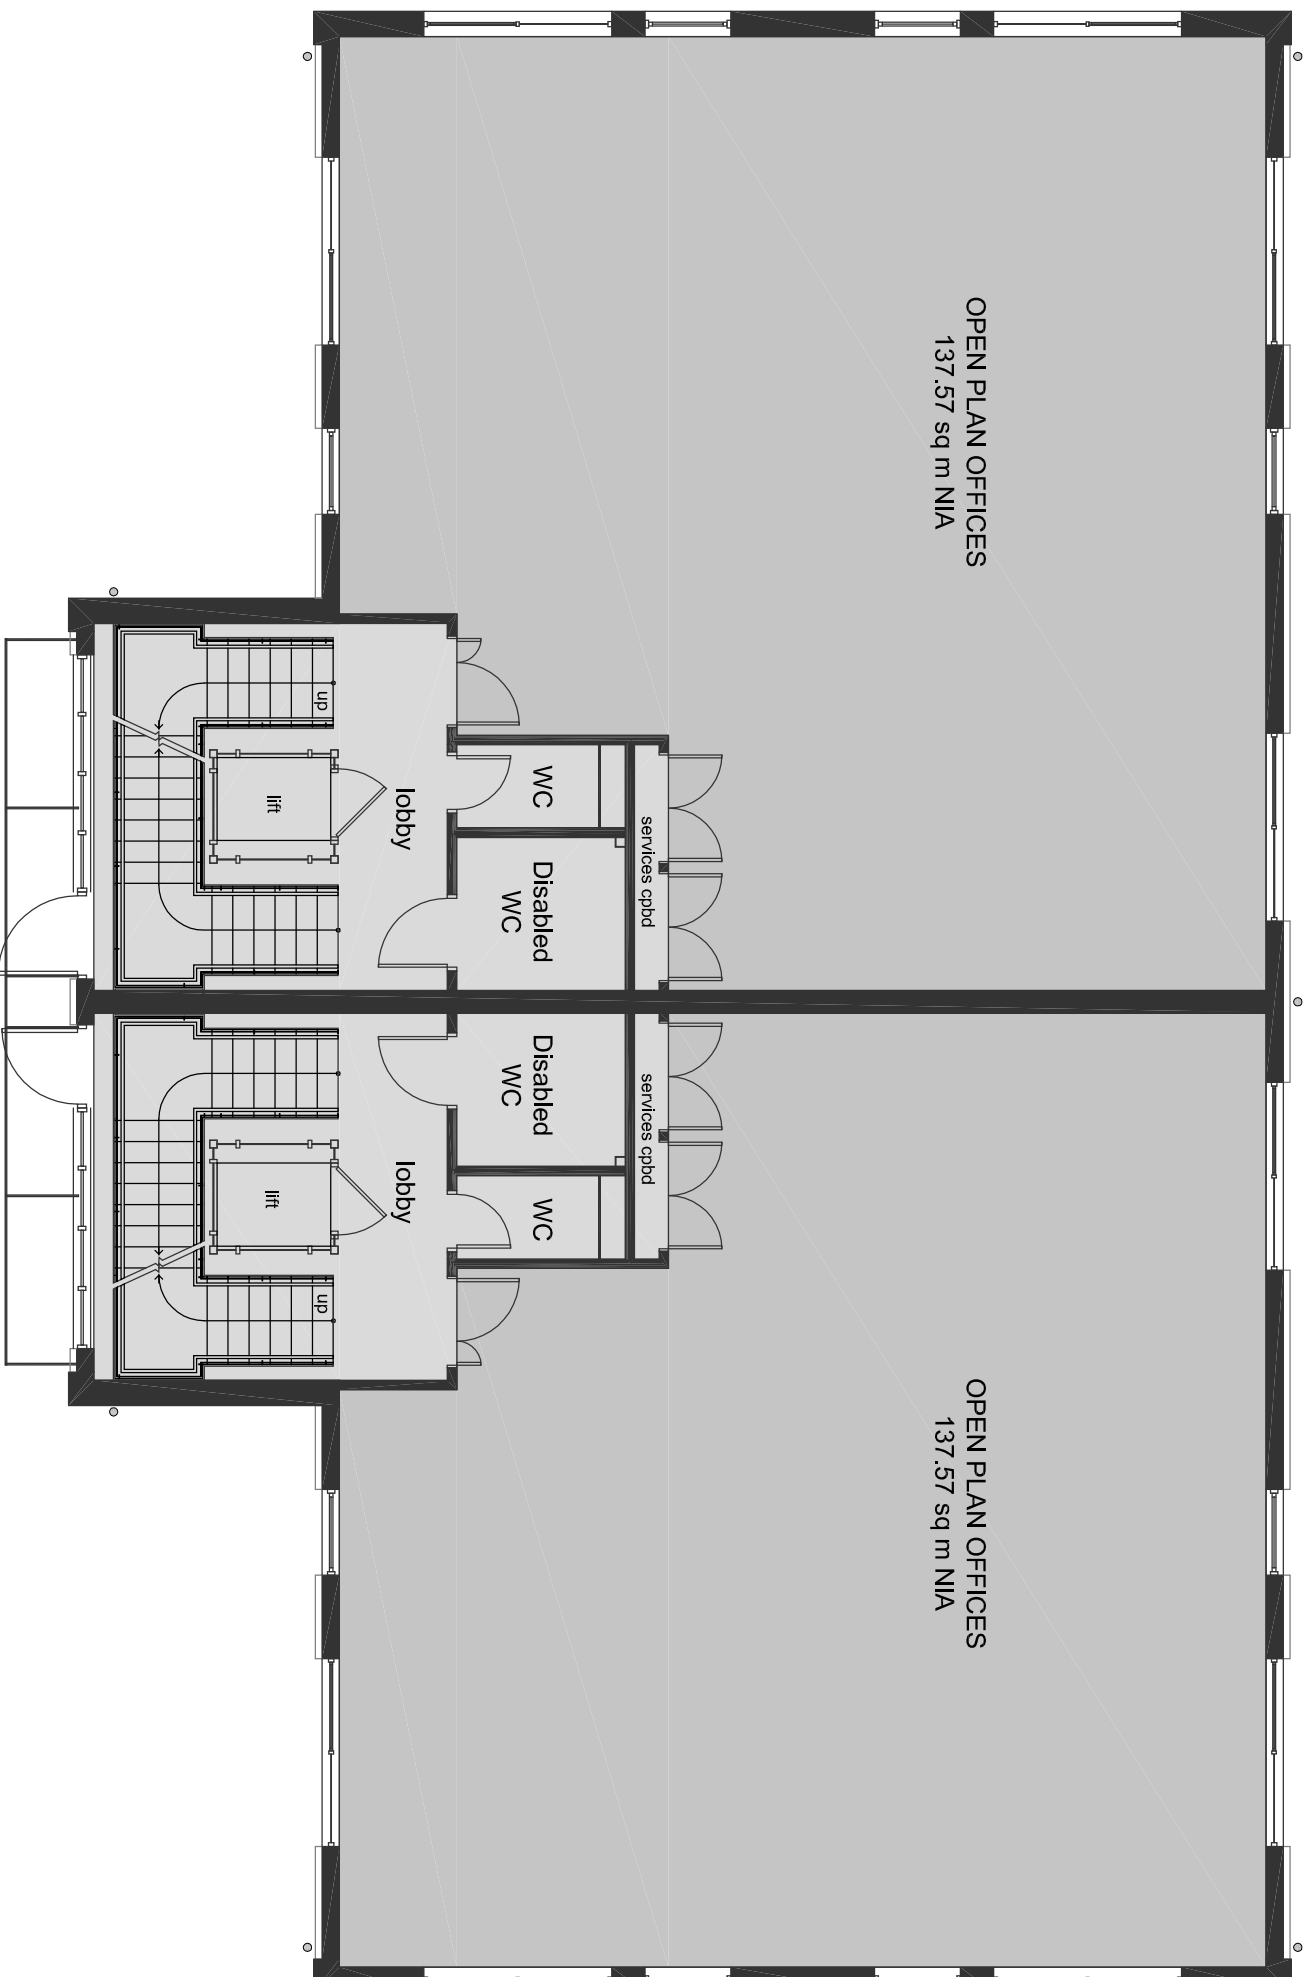 OPEN PLAN OFFICES
137.57 sq m NIA
up
lift
lobby
WC
Disabled
WC
services cpbd
Disabled
WC
services cpbd
lobby
lift
WC
up
OPEN PLAN OFFICES
137.57 sq m NIA